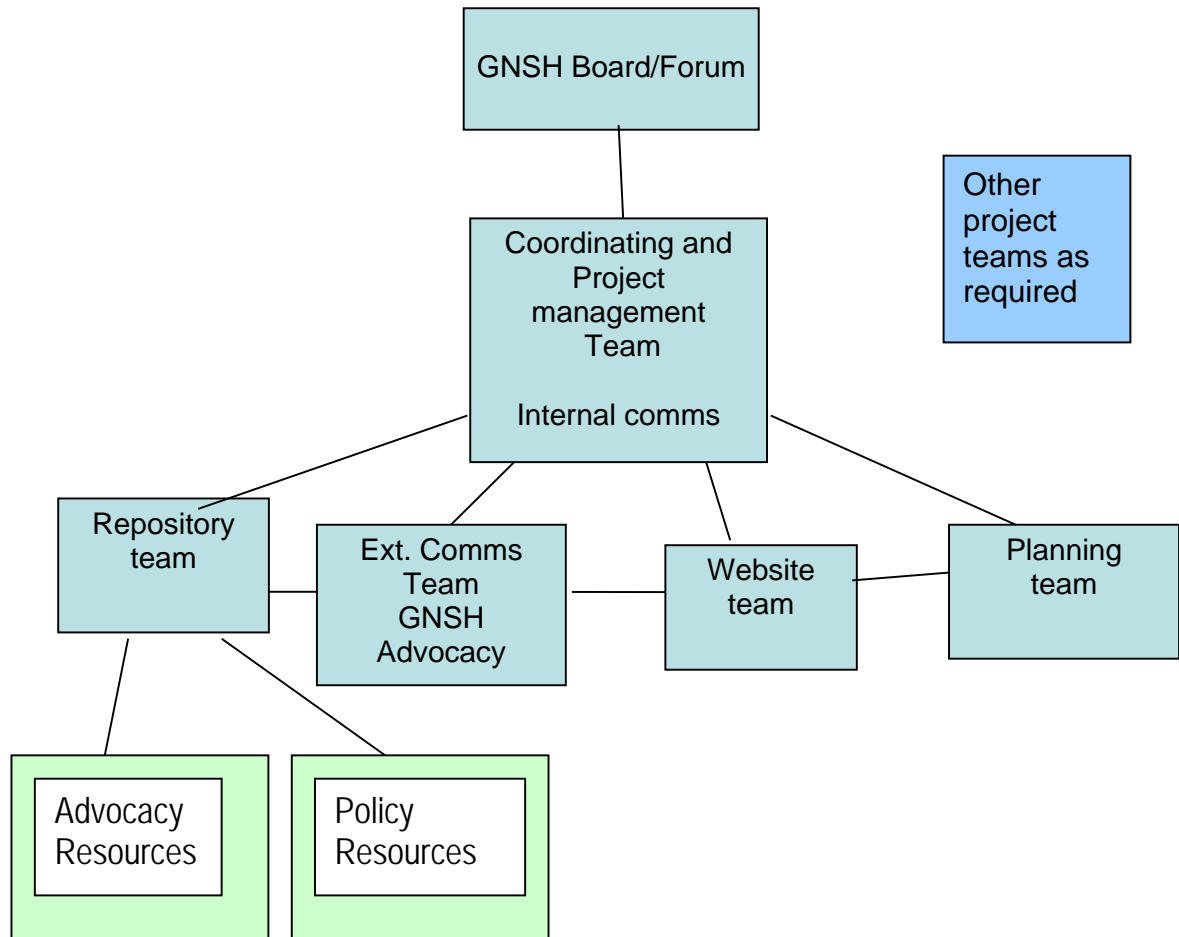 GNSH Board/Forum
Other
project
teams as
required
Coordinating and
Project
management
Team
Internal comms
Repository
team
Ext. Comms
Team
GNSH
Advocacy
Website
team
Planning
team
Advocacy
Resources
Policy
Resources